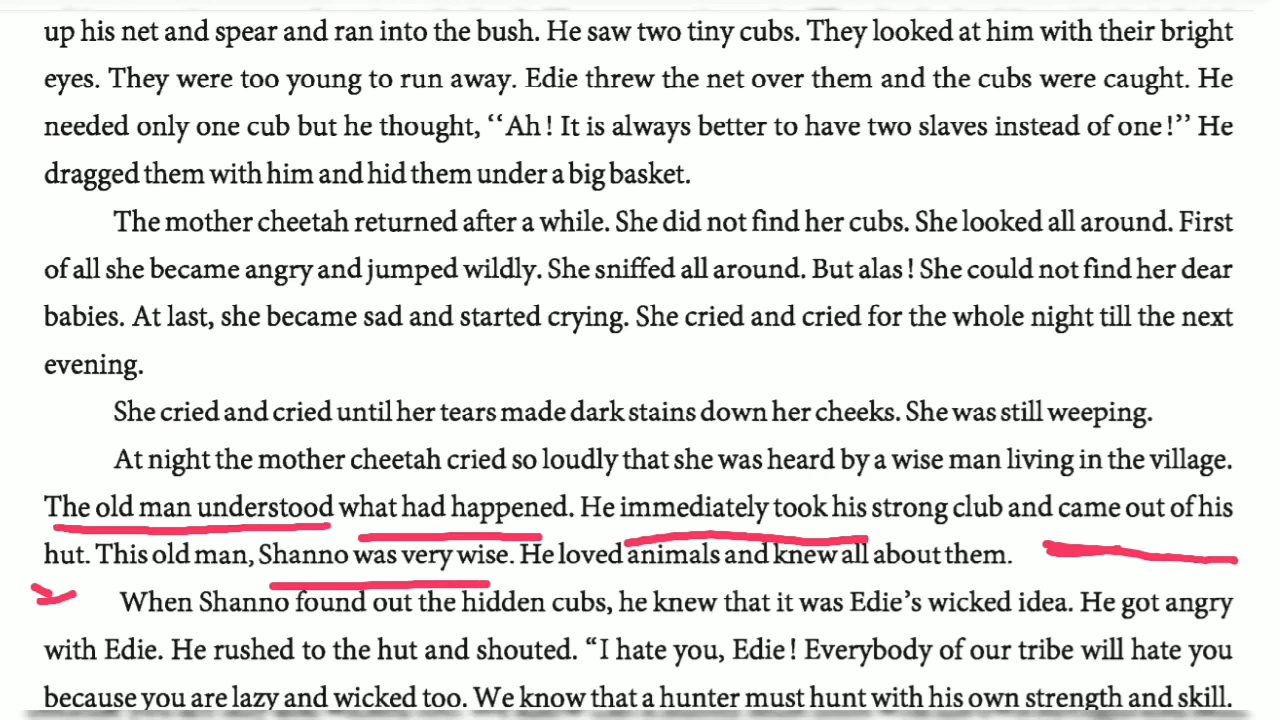 up his net and spear and ran into the bush. He saw two tiny cubs. They looked at him with their bright
eyes. They were too young to run away. Edie threw the net over them and the cubs were caught. He
needed only one cub but he thought, ‘‘Ah! It is always better to have two slaves instead of one!’’ He
dragged them with him and hid them under a big basket.
The mother cheetah returned after a while. She did not find her cubs. She looked all around. First
of all she became angry and jumped wildly. She sniffed all around. But alas! She could not find her dear
babies. At last, she became sad and started crying. She cried and cried for the whole night till the next
evening.
She cried and cried until her tears made dark stains down her cheeks. She was still weeping.
At night the mother cheetah cried so loudly that she was heard by a wise man living in the village.
The old man understood what had happened. He immediately took his strong club and came out of his
hut. This old man, Shanno was very wise. He loved animals and knew all about them.
When Shanno found out the hidden cubs, he knew that it was Edie’s wicked idea. He got angry
with Edie. He rushed to the hut and shouted. “I hate you, Edie! Everybody of our tribe will hate you
because you are lazy and wicked too. We know that a hunter must hunt with his own strength and skill.